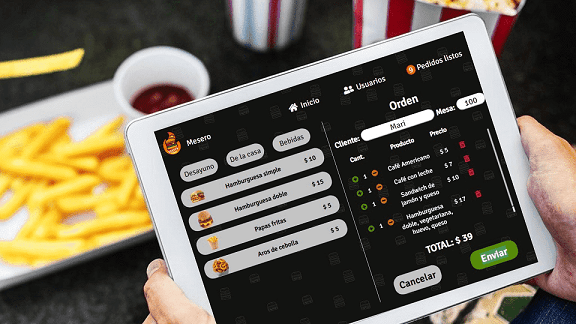 Inicio
Usuarios
9 Pedidos listos
Mesero
Desayuno
De la casa
Bebidas
Hamburguesa simple $ 10
Hamburguesa doble $ 15
Papas fritas $ 5
Aros de cebolla $ 5
Orden
Cliente: Mari Mesa: 100
Cant. Producto Precio
1 Café Americano $ 5
1 Café con leche $ 7
1 Sandwich de $ 10
jamón y queso
1 Hamburguesa $ 17
doble, vegetariana,
huevo, queso
TOTAL: $ 39
Cancelar
Enviar